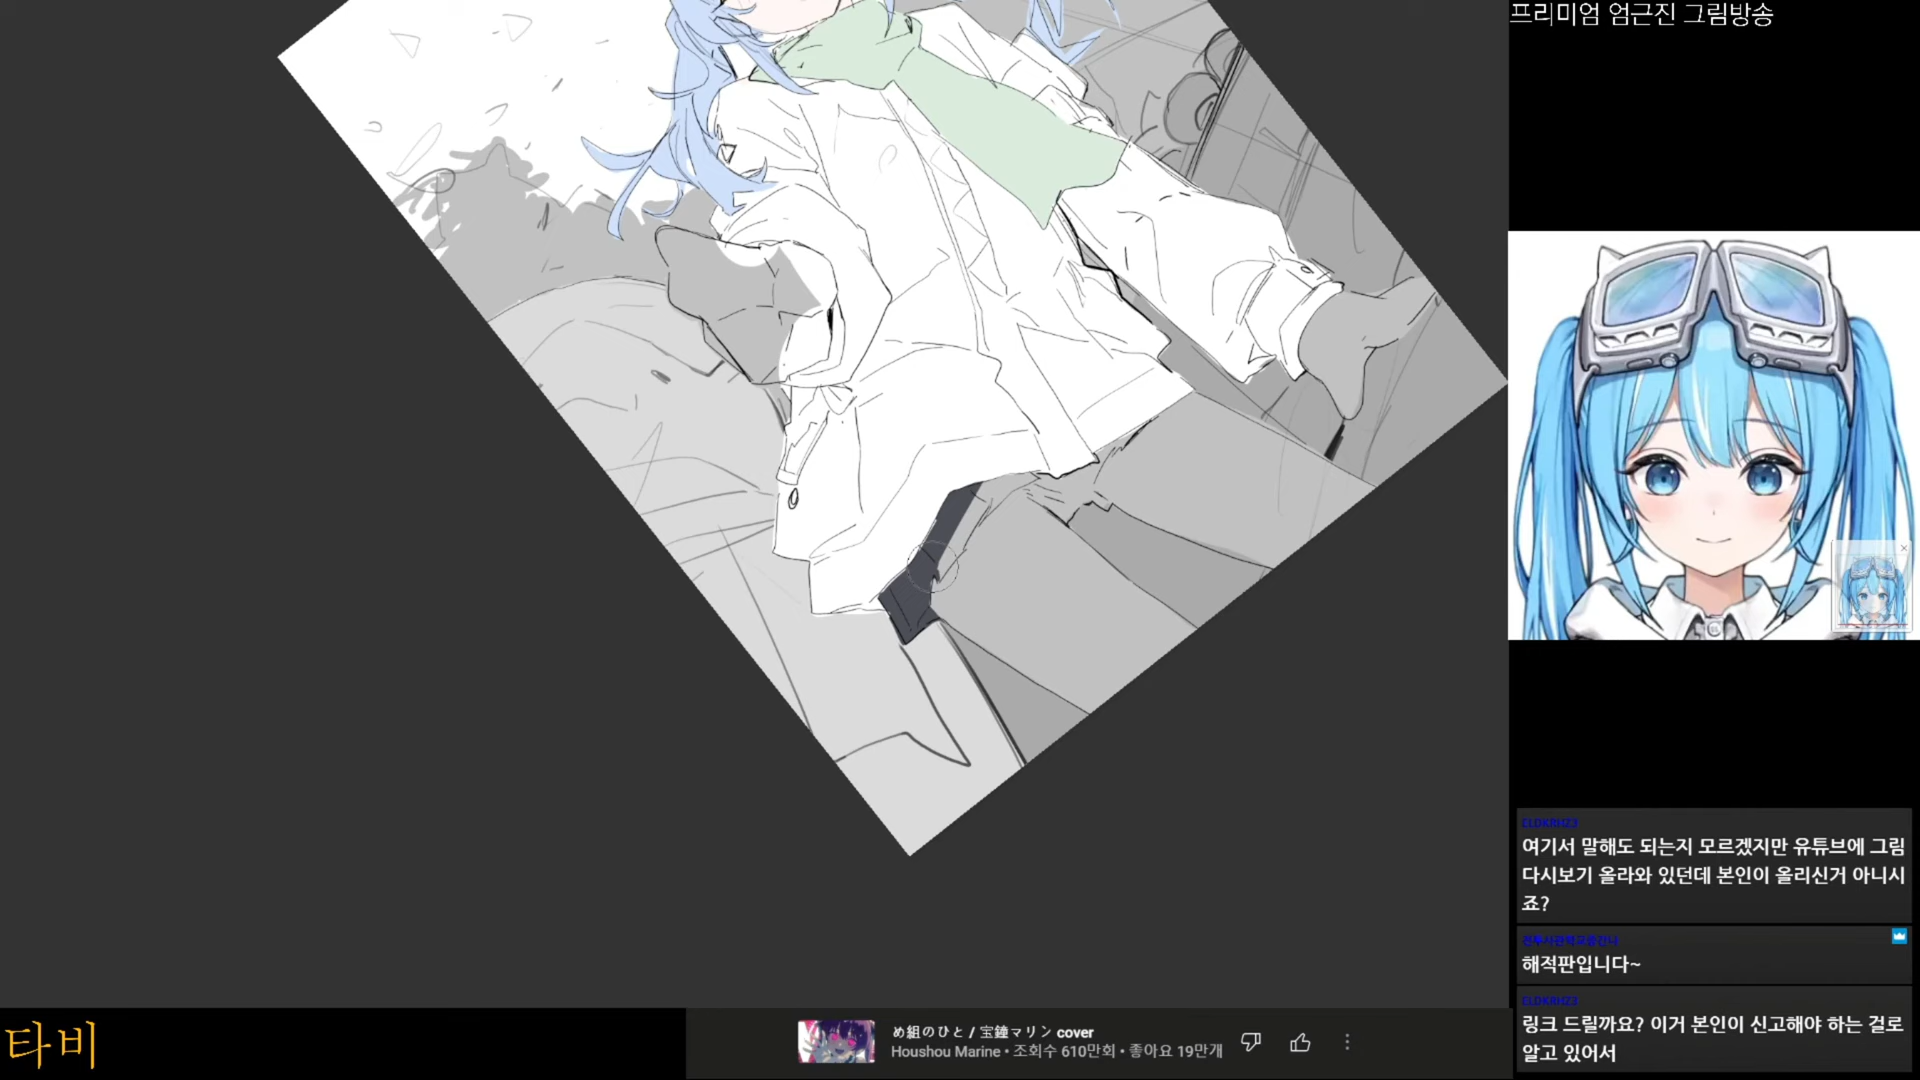 프리미엄 엄근진 그림방송
여기서 말해도 되는지 모르겠지만 유튜브에 그림
다시보기 올라와 있던데 본인이 올리신거 아니시
죠?
해적판입니다~
링크 드릴까요? 이거 본인이 신고해야 하는 걸로
알고 있어서
타비
め組のひと / 宝鐘マリン cover
Houshou Marine • 조회수 610만회 • 좋아요 19만개